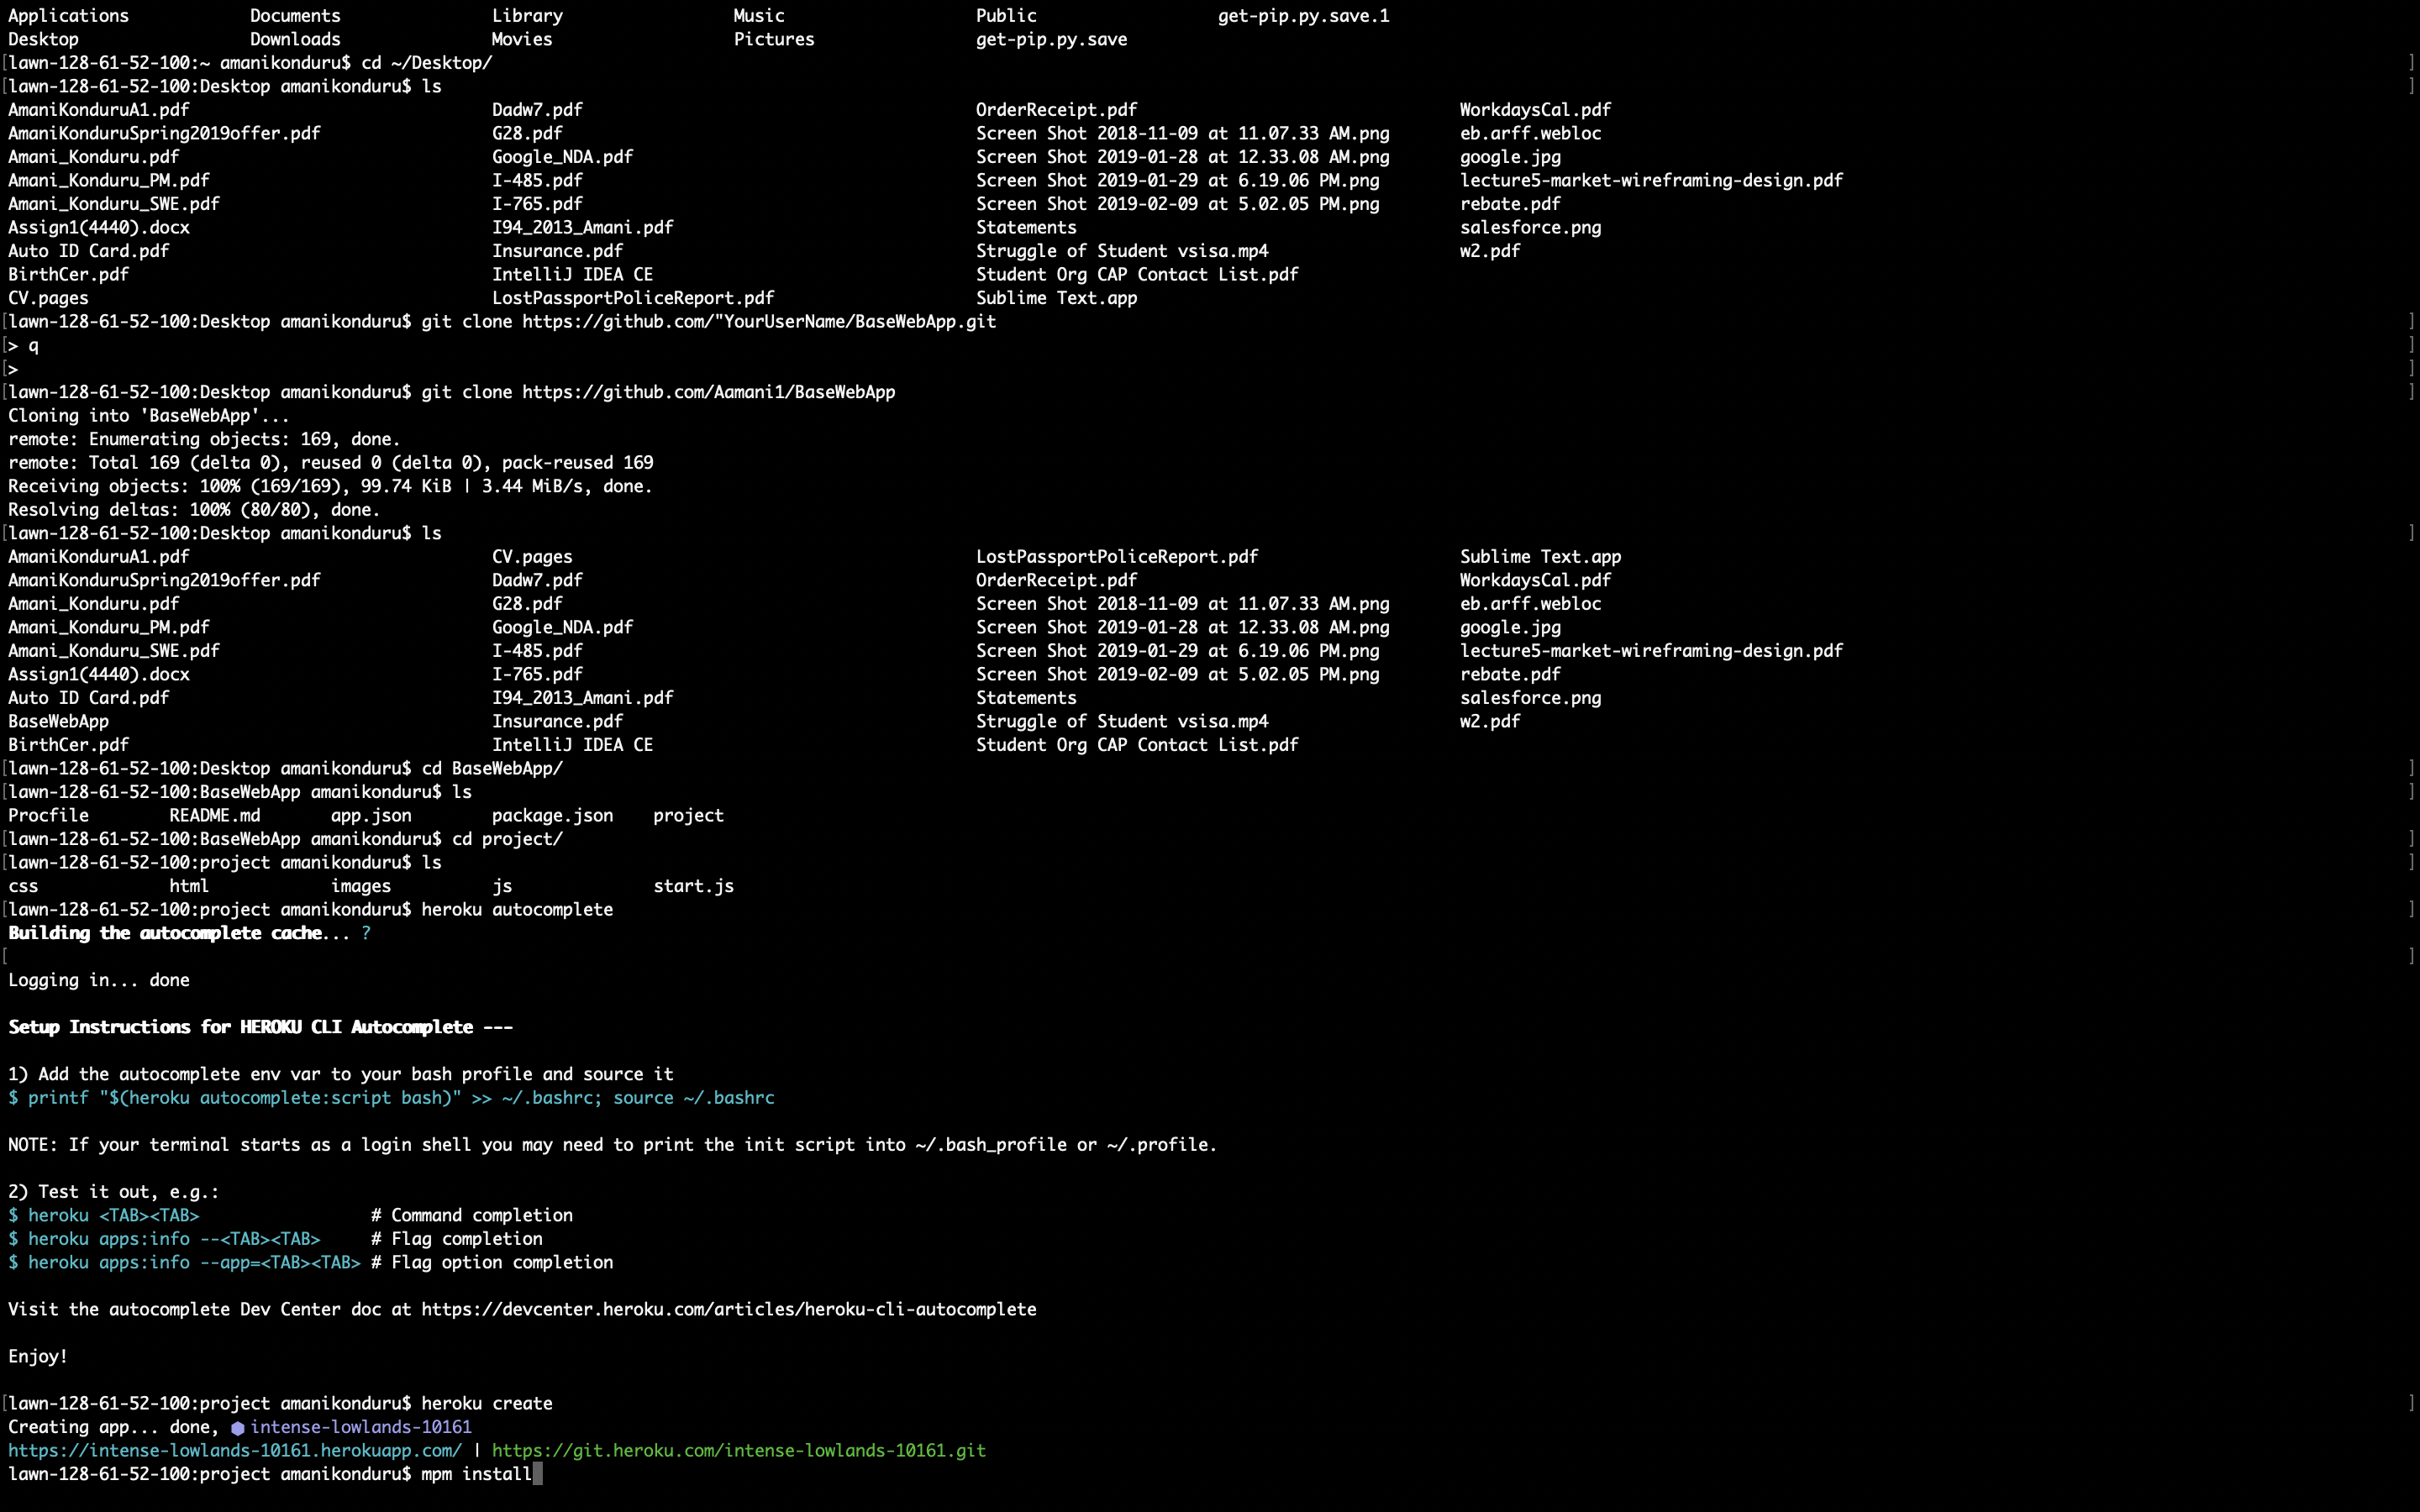 Applications Documents Library Music Public get-pip.py.save.1
Desktop Downloads Movies Pictures get-pip.py.save
[lawn-128-61-52-100:~ amanikonduru$ cd ~/Desktop/ ]
[lawn-128-61-52-100:Desktop amanikonduru$ ls ]
AmaniKonduruA1.pdf Dadw7.pdf OrderReceipt.pdf WorkdaysCal.pdf
AmaniKonduruSpring2019offer.pdf G28.pdf Screen Shot 2018-11-09 at 11.07.33 AM.png eb.arff.webloc
Amani_Konduru.pdf Google_NDA.pdf Screen Shot 2019-01-28 at 12.33.08 AM.png google.jpg
Amani_Konduru_PM.pdf I-485.pdf Screen Shot 2019-01-29 at 6.19.06 PM.png lecture5-market-wireframing-design.pdf
Amani_Konduru_SWE.pdf I-765.pdf Screen Shot 2019-02-09 at 5.02.05 PM.png rebate.pdf
Assign1(4440).docx I94_2013_Amani.pdf Statements salesforce.png
Auto ID Card.pdf Insurance.pdf Struggle of Student vsisa.mp4 w2.pdf
BirthCer.pdf IntelliJ IDEA CE Student Org CAP Contact List.pdf
CV.pages LostPassportPoliceReport.pdf Sublime Text.app
[lawn-128-61-52-100:Desktop amanikonduru$ git clone https://github.com/"YourUserName/BaseWebApp.git ]
[> q ]
[> ]
[lawn-128-61-52-100:Desktop amanikonduru$ git clone https://github.com/Aamani1/BaseWebApp ]
Cloning into 'BaseWebApp'...
remote: Enumerating objects: 169, done.
remote: Total 169 (delta 0), reused 0 (delta 0), pack-reused 169
Receiving objects: 100% (169/169), 99.74 KiB | 3.44 MiB/s, done.
Resolving deltas: 100% (80/80), done.
[lawn-128-61-52-100:Desktop amanikonduru$ ls ]
AmaniKonduruA1.pdf CV.pages LostPassportPoliceReport.pdf Sublime Text.app
AmaniKonduruSpring2019offer.pdf Dadw7.pdf OrderReceipt.pdf WorkdaysCal.pdf
Amani_Konduru.pdf G28.pdf Screen Shot 2018-11-09 at 11.07.33 AM.png eb.arff.webloc
Amani_Konduru_PM.pdf Google_NDA.pdf Screen Shot 2019-01-28 at 12.33.08 AM.png google.jpg
Amani_Konduru_SWE.pdf I-485.pdf Screen Shot 2019-01-29 at 6.19.06 PM.png lecture5-market-wireframing-design.pdf
Assign1(4440).docx I-765.pdf Screen Shot 2019-02-09 at 5.02.05 PM.png rebate.pdf
Auto ID Card.pdf I94_2013_Amani.pdf Statements salesforce.png
BaseWebApp Insurance.pdf Struggle of Student vsisa.mp4 w2.pdf
BirthCer.pdf IntelliJ IDEA CE Student Org CAP Contact List.pdf
[lawn-128-61-52-100:Desktop amanikonduru$ cd BaseWebApp/ ]
[lawn-128-61-52-100:BaseWebApp amanikonduru$ ls ]
Procfile README.md app.json package.json project
[lawn-128-61-52-100:BaseWebApp amanikonduru$ cd project/ ]
[lawn-128-61-52-100:project amanikonduru$ ls ]
css html images js start.js
[lawn-128-61-52-100:project amanikonduru$ heroku autocomplete ]
Building the autocomplete cache... ?
[ ]
Logging in... done
Setup Instructions for HEROKU CLI Autocomplete ---
1) Add the autocomplete env var to your bash profile and source it
$ printf "$(heroku autocomplete:script bash)" >> ~/.bashrc; source ~/.bashrc
NOTE: If your terminal starts as a login shell you may need to print the init script into ~/.bash_profile or ~/.profile.
2) Test it out, e.g.:
$ heroku <TAB><TAB> # Command completion
$ heroku apps:info --<TAB><TAB> # Flag completion
$ heroku apps:info --app=<TAB><TAB> # Flag option completion
Visit the autocomplete Dev Center doc at https://devcenter.heroku.com/articles/heroku-cli-autocomplete
Enjoy!
[lawn-128-61-52-100:project amanikonduru$ heroku create ]
Creating app... done, ⬢ intense-lowlands-10161
https://intense-lowlands-10161.herokuapp.com/ | https://git.heroku.com/intense-lowlands-10161.git
lawn-128-61-52-100:project amanikonduru$ mpm install